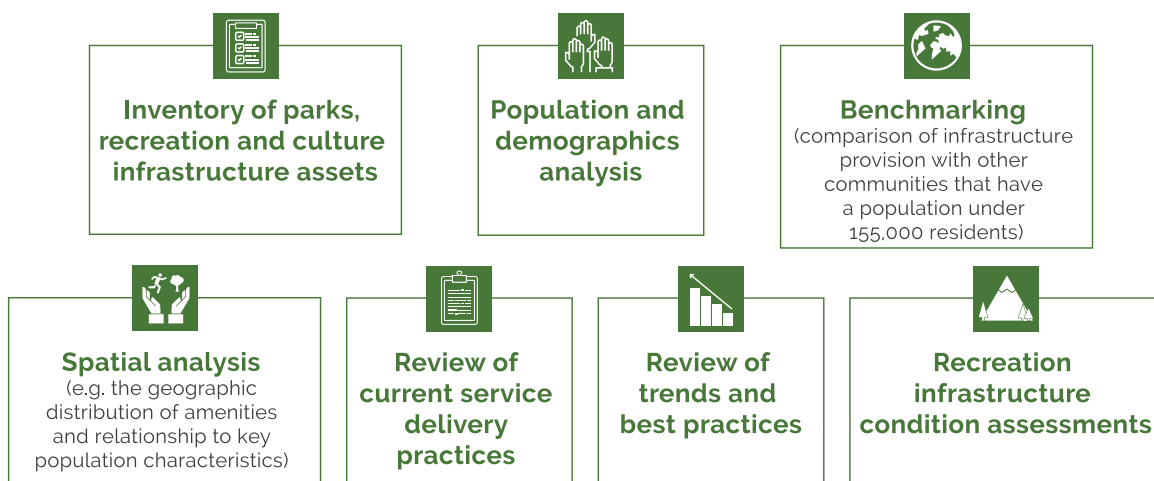 Inventory of parks,
recreation and culture
infrastructure assets
Population and
demographics
analysis
Benchmarking
(comparison of infrastructure
provision with other
communities that have
a population under
155,000 residents)
Spatial analysis
(e.g. the geographic
distribution of amenities
and relationship to key
population characteristics)
Review of
current service
delivery
practices
Review of
trends and
best practices
Recreation
infrastructure
condition assessments